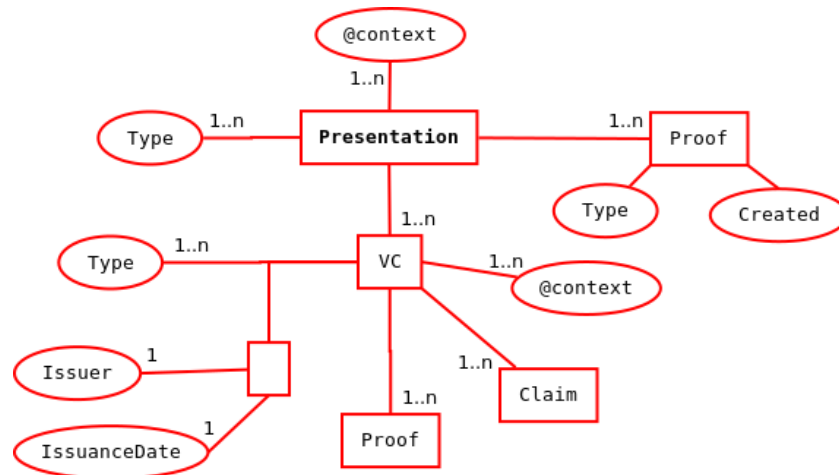 @context
1..n
1..n
1..n
Type
Presentation
Proof
Type
Created
1..n
1..n
Type
VC
1..n
@context
1
Issuer
1..n
Claim
1..n
1
Proof
IssuanceDate